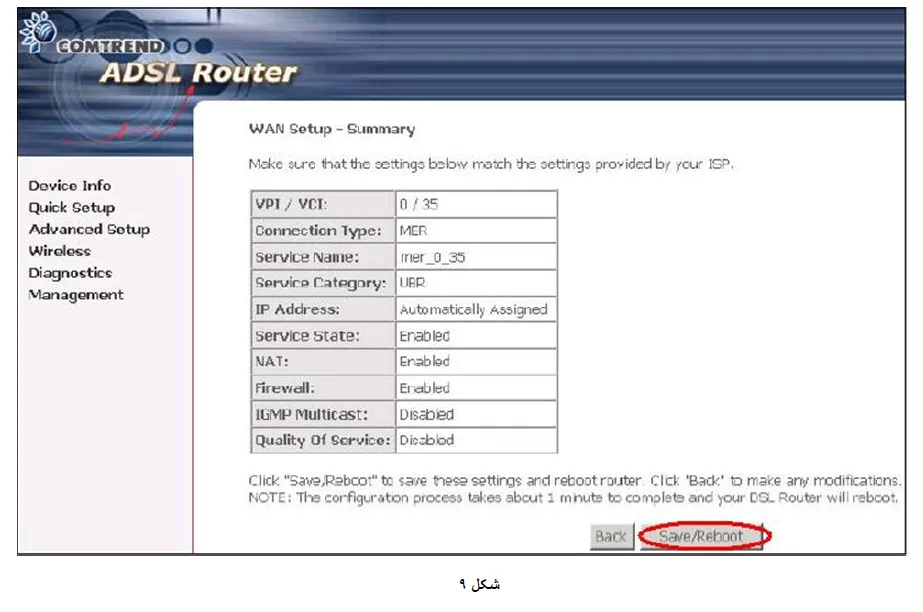 COMTREND
ADSL Router
WAN Setup - Summary
Make sure that the settings below match the settings provided by your ISP.
Device Info
Quick Setup
Advanced Setup
Wireless
Diagnostics
Management
VPI / VCI: 0 / 35
Connection Type: MER
Service Name: mer_0_35
Service Category: UBR
IP Address: Automatically Assigned
Service State: Enabled
NAT: Enabled
Firewall: Enabled
IGMP Multicast: Disabled
Quality Of Service: Disabled
Click "Save/Reboot" to save these settings and reboot router. Click "Back" to make any modifications.
NOTE: The configuration process takes about 1 minute to complete and your DSL Router will reboot.
Back Save/Reboot
شکل ۹